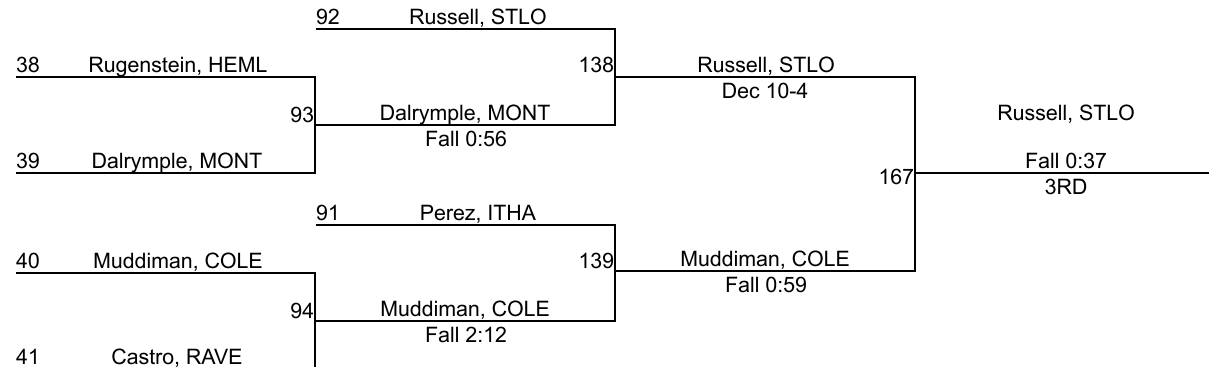 92 Russell, STLO
38 Rugenstein, HEML
138 Russell, STLO
Dec 10-4
93 Dalrymple, MONT
Fall 0:56
Russell, STLO
39 Dalrymple, MONT
Fall 0:37
167
3RD
91 Perez, ITHA
40 Muddiman, COLE
139 Muddiman, COLE
Fall 0:59
94 Muddiman, COLE
Fall 2:12
41 Castro, RAVE